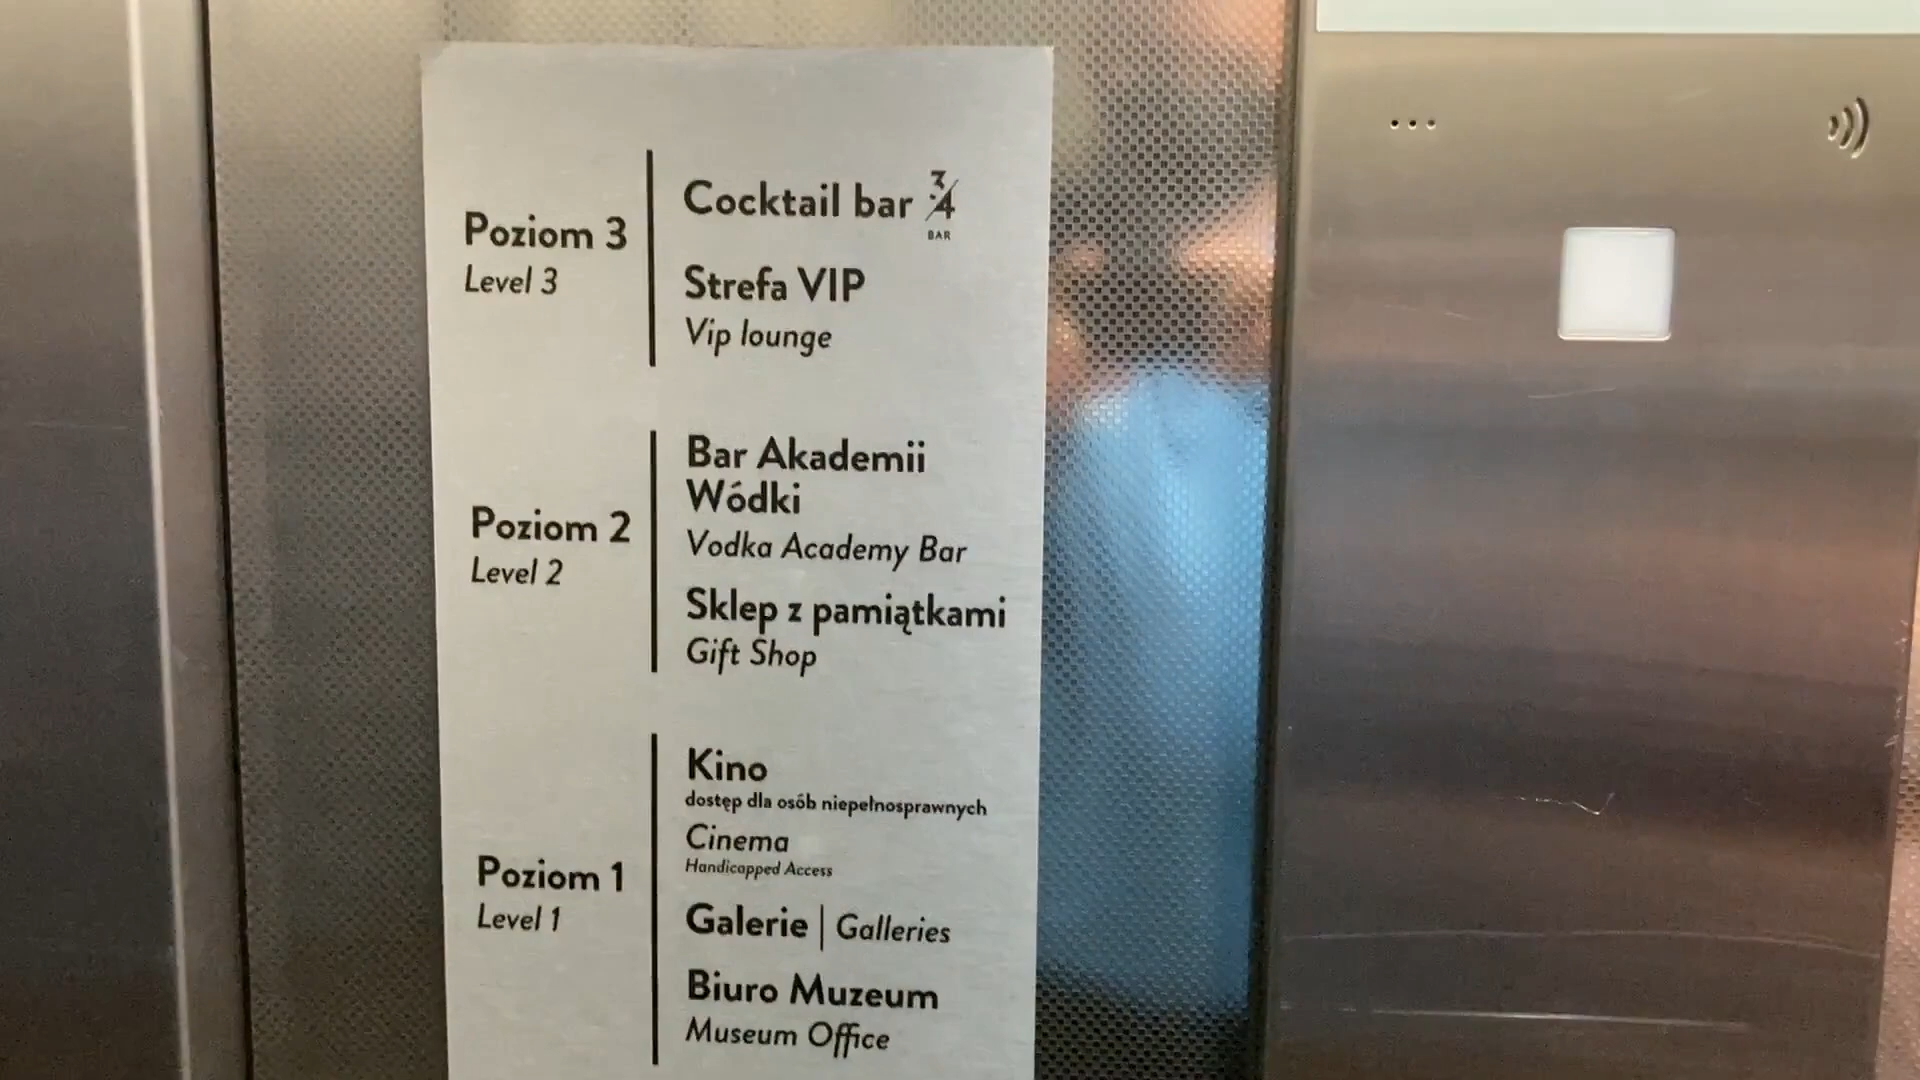 Poziom 3
Level 3
Cocktail bar 3/4
BAR
Strefa VIP
Vip lounge
Poziom 2
Level 2
Bar Akademii
Wódki
Vodka Academy Bar
Sklep z pamiątkami
Gift Shop
Poziom 1
Level 1
Kino
dostęp dla osób niepełnosprawnych
Cinema
Handicapped Access
Galerie | Galleries
Biuro Muzeum
Museum Office